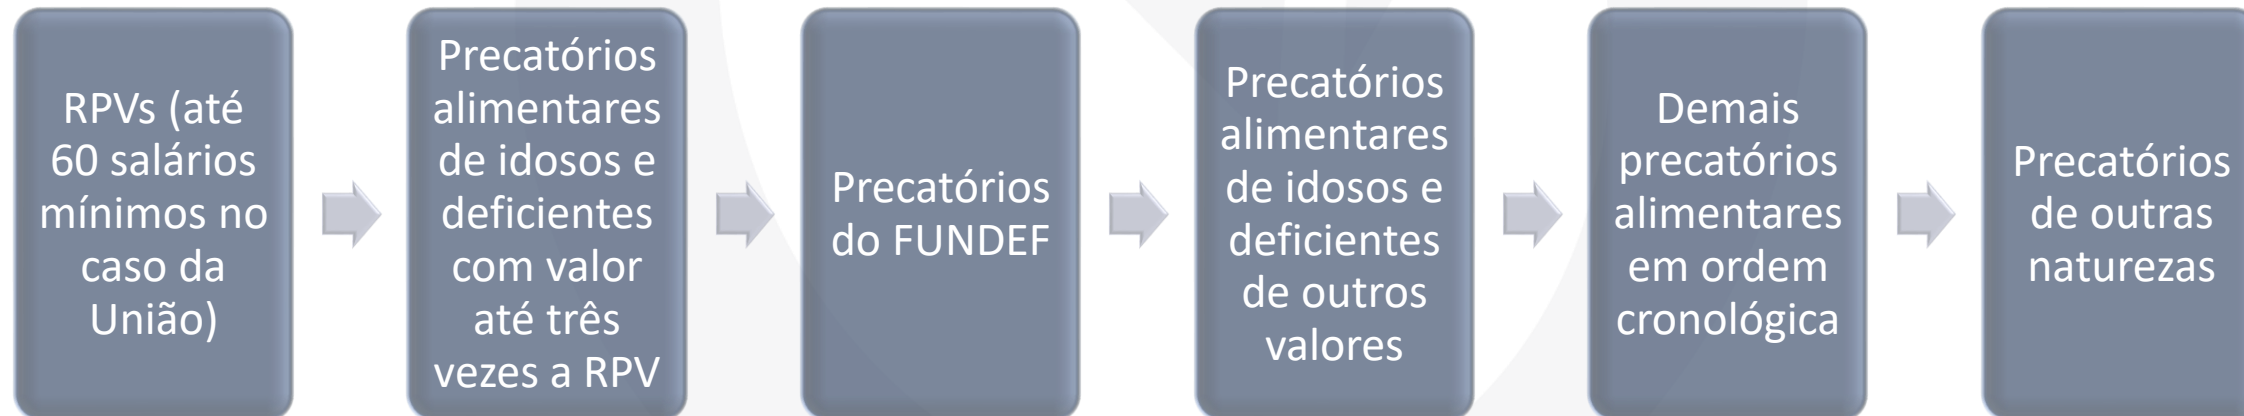 RPVs (até
60 salários
mínimos no
caso da
União)
Precatórios
alimentares
de idosos e
deficientes
com valor
até três
vezes a RPV
Precatórios
do FUNDEF
Precatórios
alimentares
de idosos e
deficientes
de outros
valores
Demais
precatórios
alimentares
em ordem
cronológica
Precatórios
de outras
naturezas